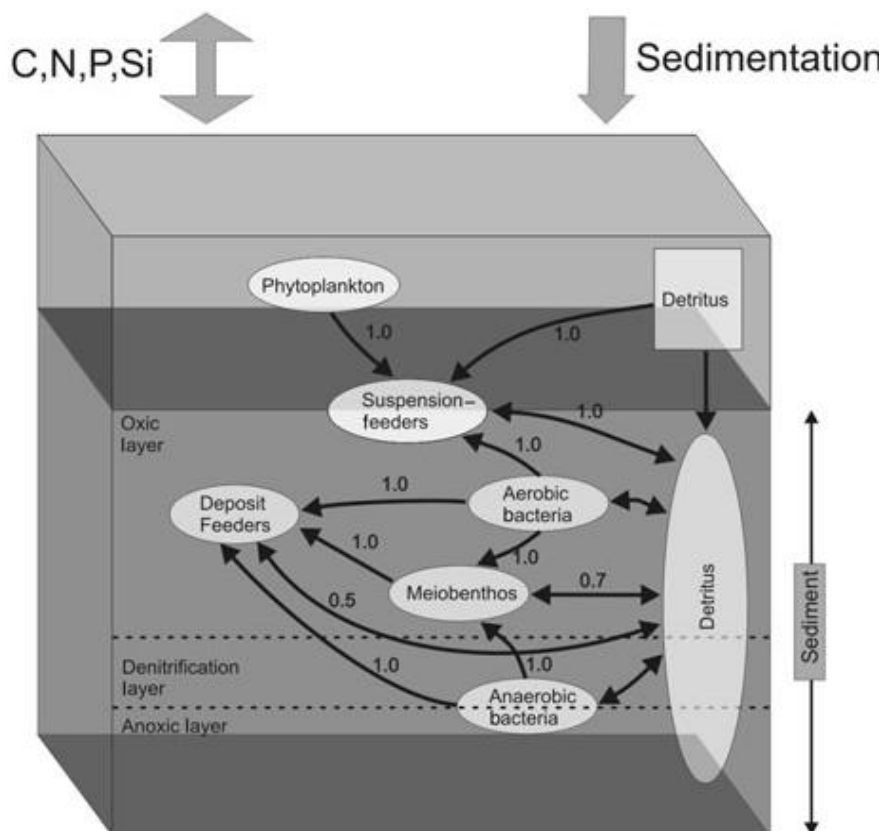 C,N,P,Si
Sedimentation
Phytoplankton
Detritus
1.0
1.0
Suspension–
feeders
1.0
Oxic
layer
1.0
Aerobic
bacteria
1.0
Deposit
Feeders
1.0
1.0
Meiobenthos
0.7
0.5
Detritus
Sediment
1.0
1.0
Denitrification
layer
Anaerobic
bacteria
Anoxic layer